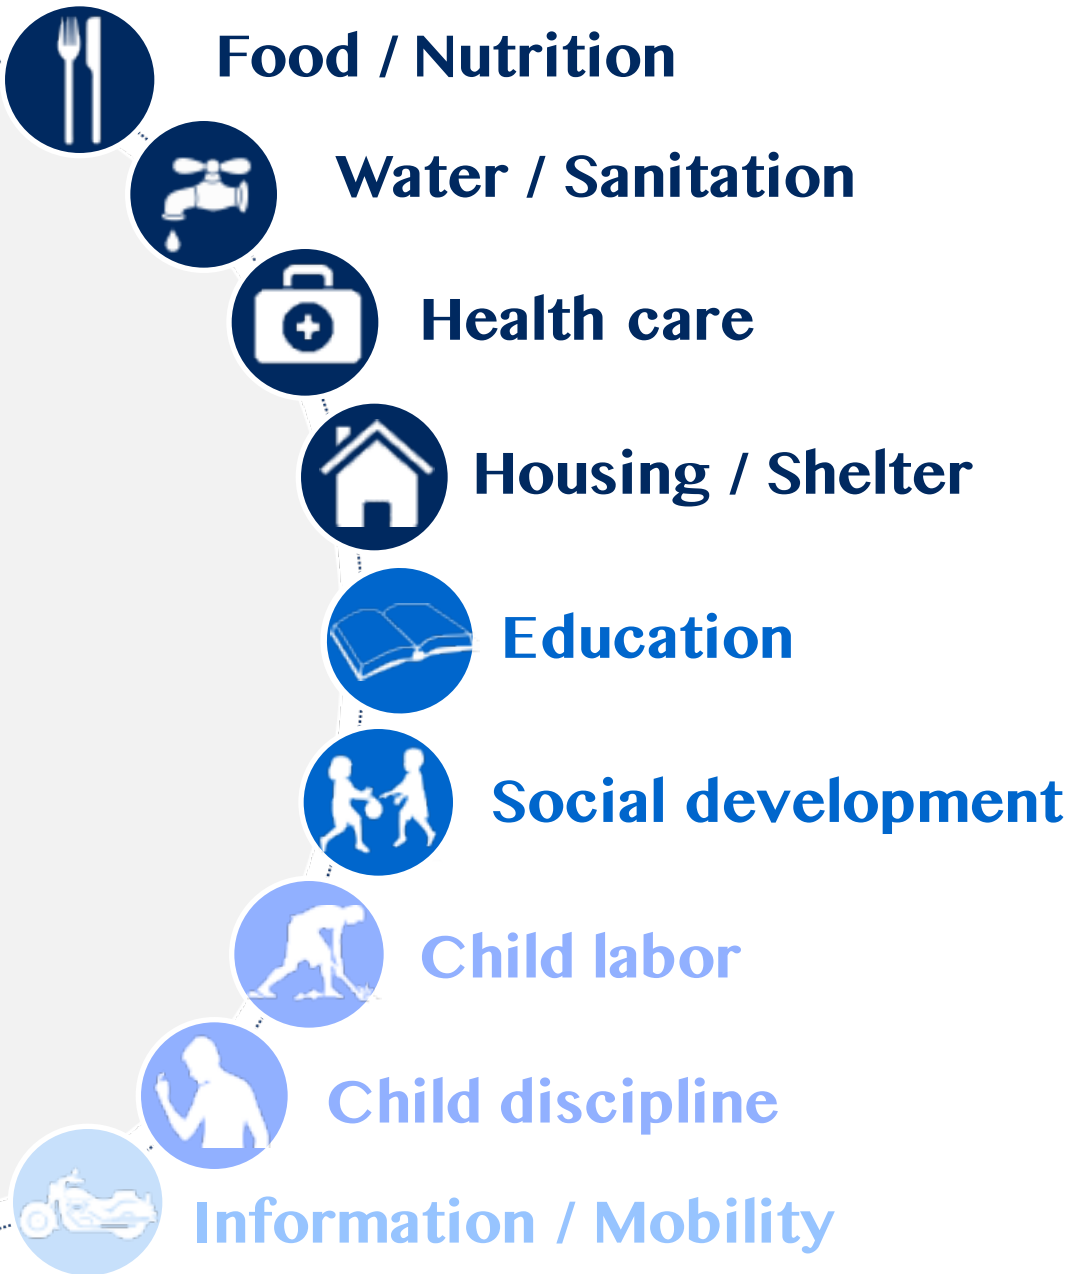 Food / Nutrition
Water / Sanitation
Health care
Housing / Shelter
Education
Social development
Child labor
Child discipline
Information / Mobility